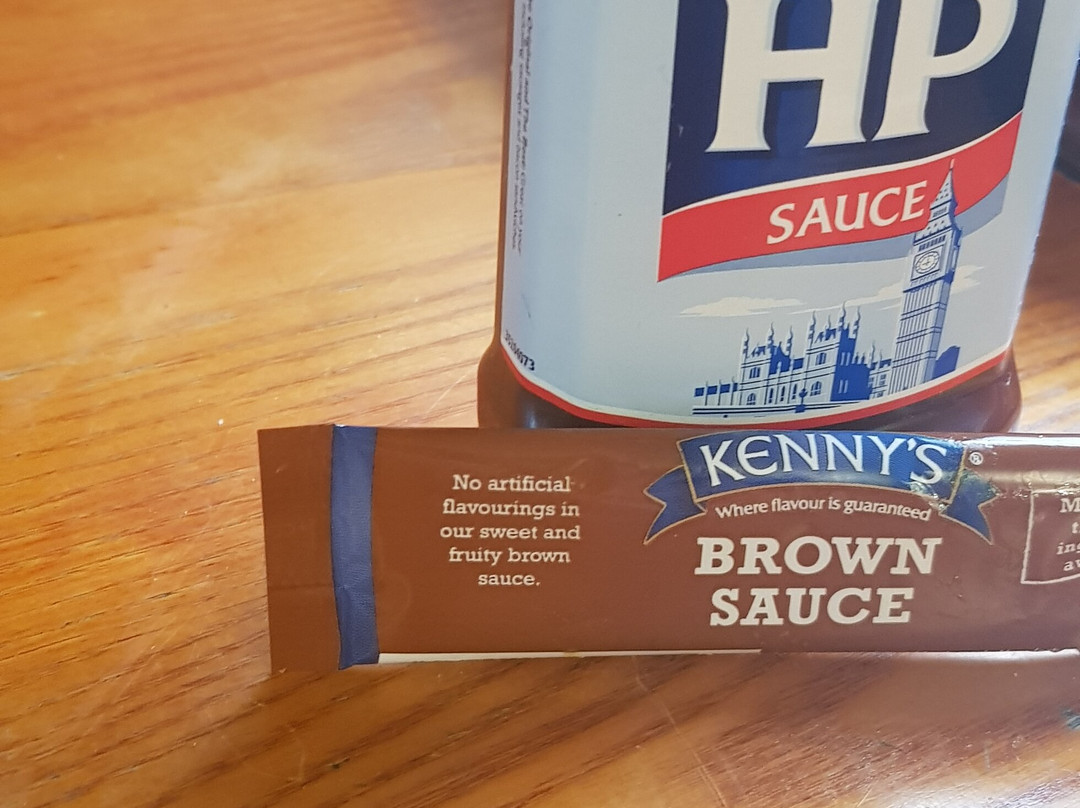 HP
SAUCE
KENNY'S®
Where flavour is guaranteed
BROWN
SAUCE
No artificial
flavourings in
our sweet and
fruity brown
sauce.